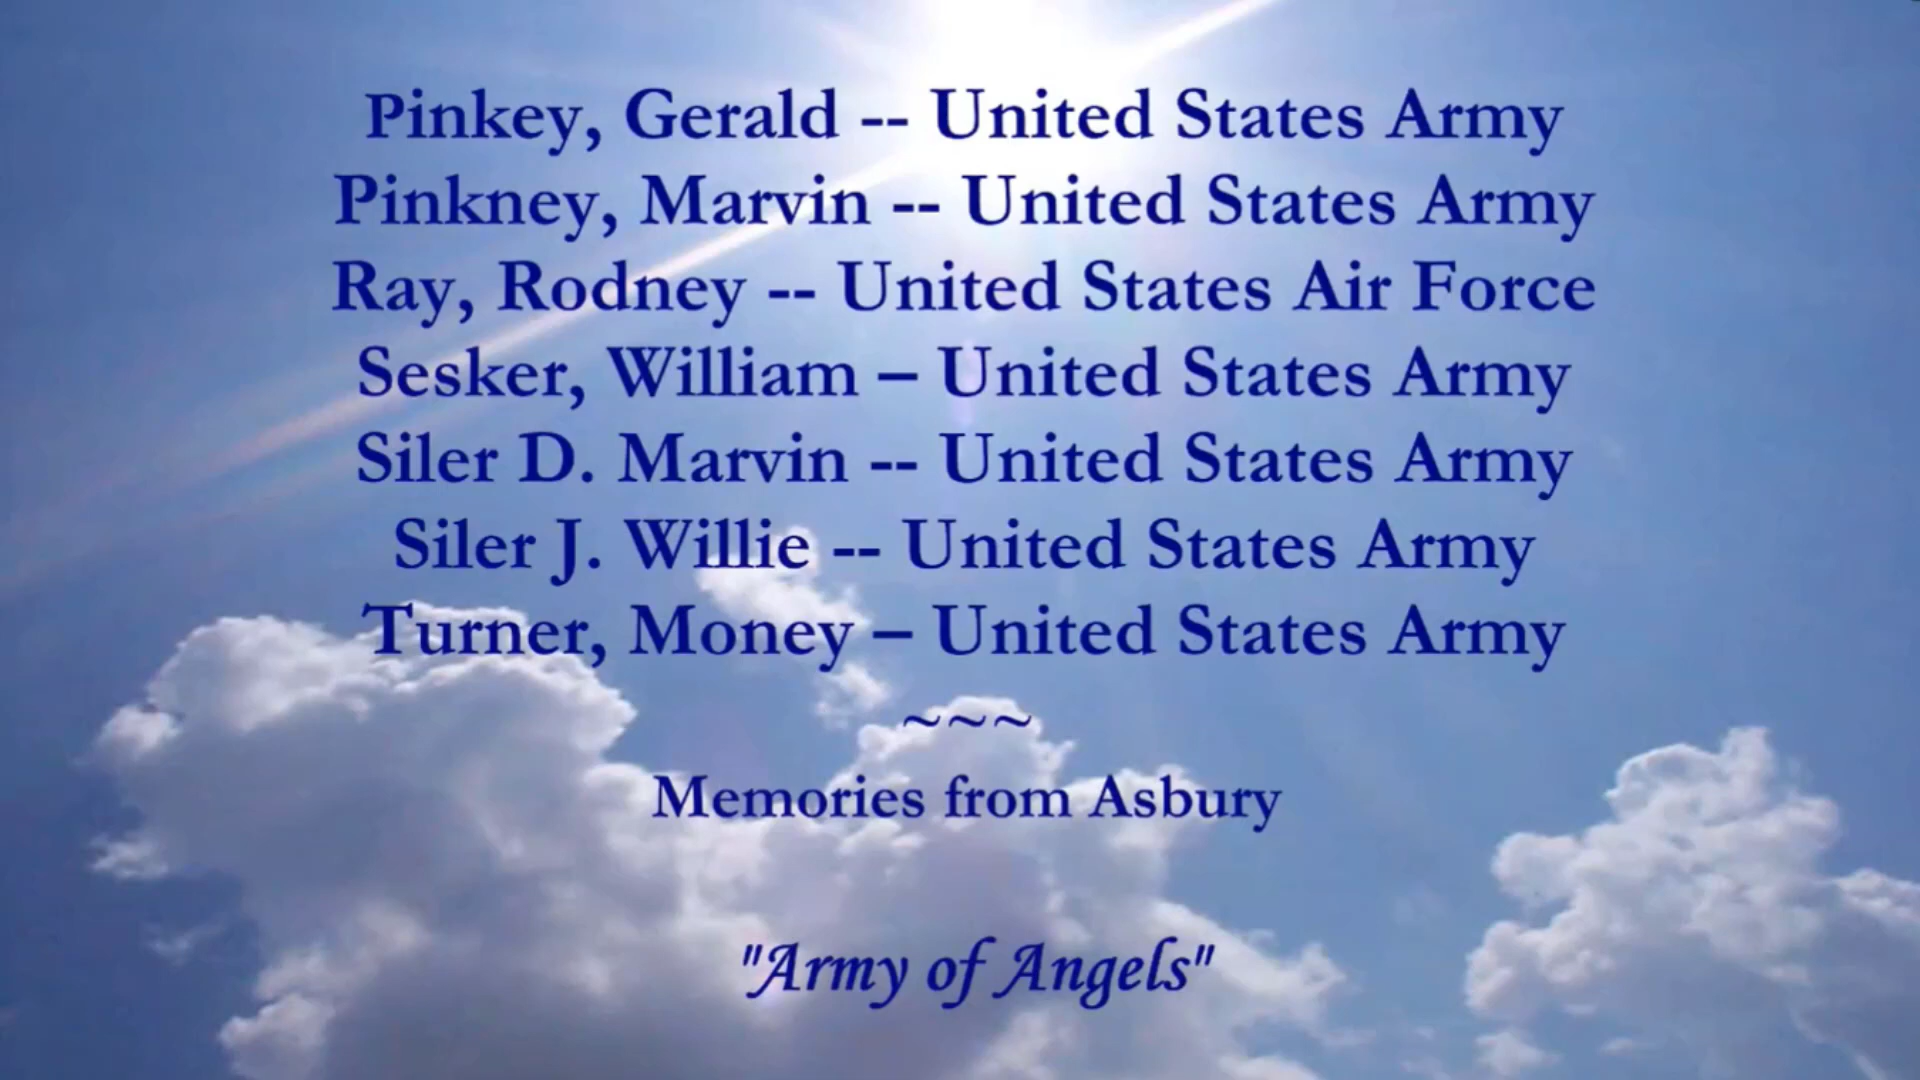 Pinkey, Gerald -- United States Army
Pinkney, Marvin -- United States Army
Ray, Rodney -- United States Air Force
Sesker, William – United States Army
Siler D. Marvin -- United States Army
Siler J. Willie -- United States Army
Turner, Money – United States Army
~~~
Memories from Asbury
"Army of Angels"